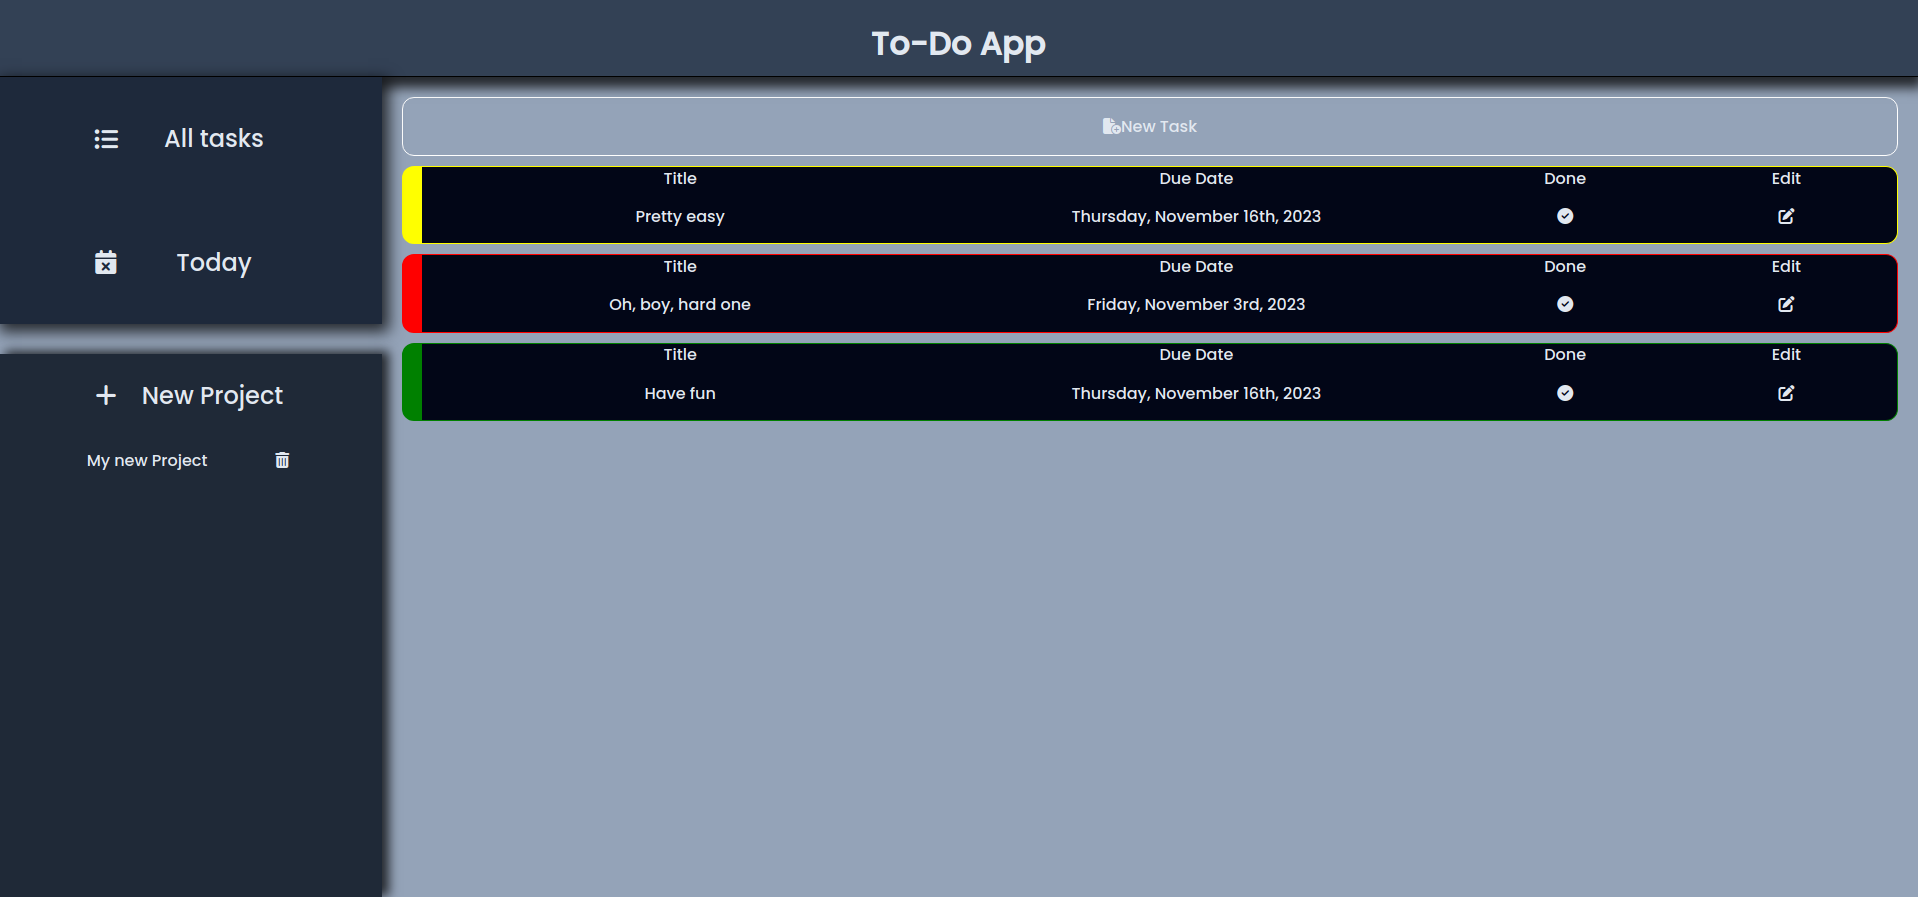 To-Do App
All tasks
Today
New Project
My new Project
New Task
Title Due Date Done Edit
Pretty easy Thursday, November 16th, 2023
Title Due Date Done Edit
Oh, boy, hard one Friday, November 3rd, 2023
Title Due Date Done Edit
Have fun Thursday, November 16th, 2023